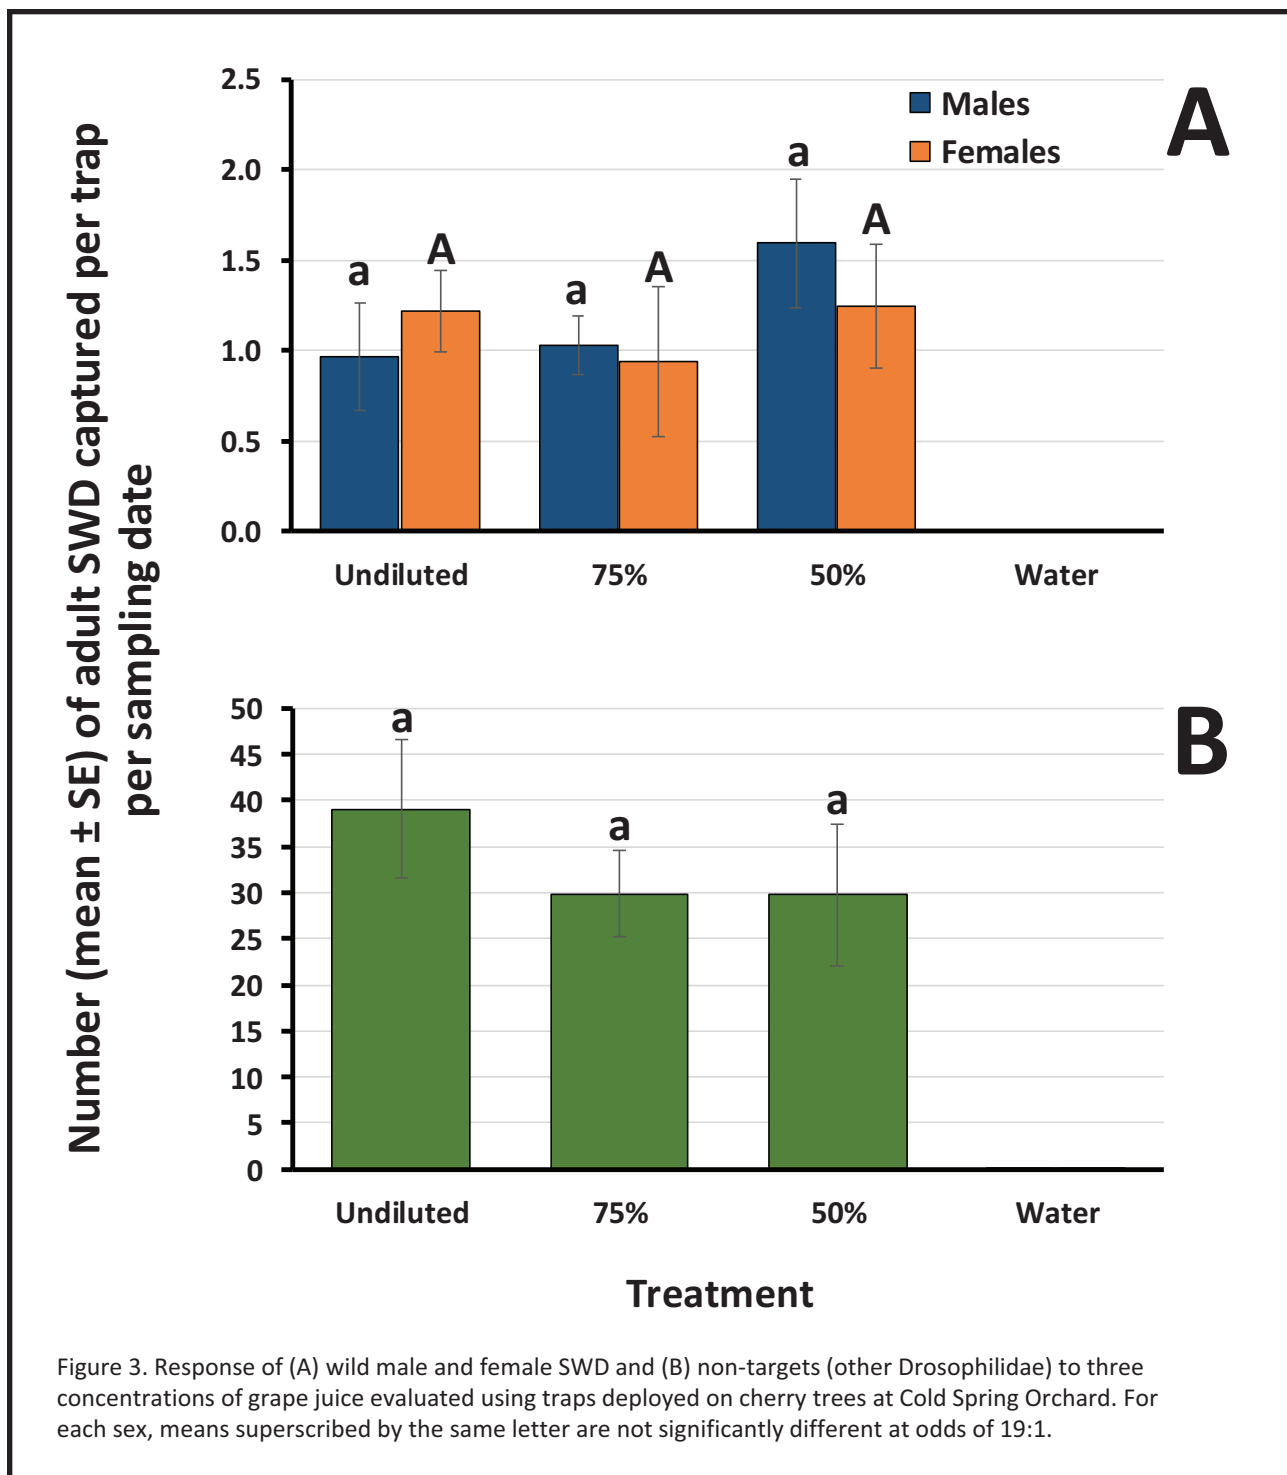 Number (mean ± SE) of adult SWD captured per trap
per sampling date
A
2.5
2.0
1.5
1.0
0.5
0.0
Males
Females
a
A
a
A
a
A
Undiluted
75%
50%
Water
B
50
45
40
35
30
25
20
15
10
5
0
a
a
a
Undiluted
75%
50%
Water
Treatment
Figure 3. Response of (A) wild male and female SWD and (B) non-targets (other Drosophilidae) to three
concentrations of grape juice evaluated using traps deployed on cherry trees at Cold Spring Orchard. For
each sex, means superscribed by the same letter are not significantly different at odds of 19:1.